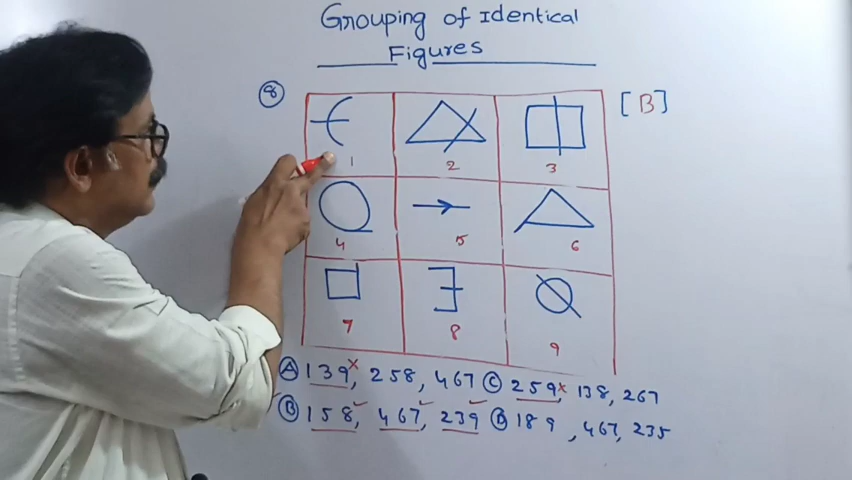 Grouping of Identical
Figures
8 [B]
1 2 3
4 5 6
7 8 9
A 139×, 258, 467 C 259×, 138, 267
B 158, 467, 239 D 189, 467, 235